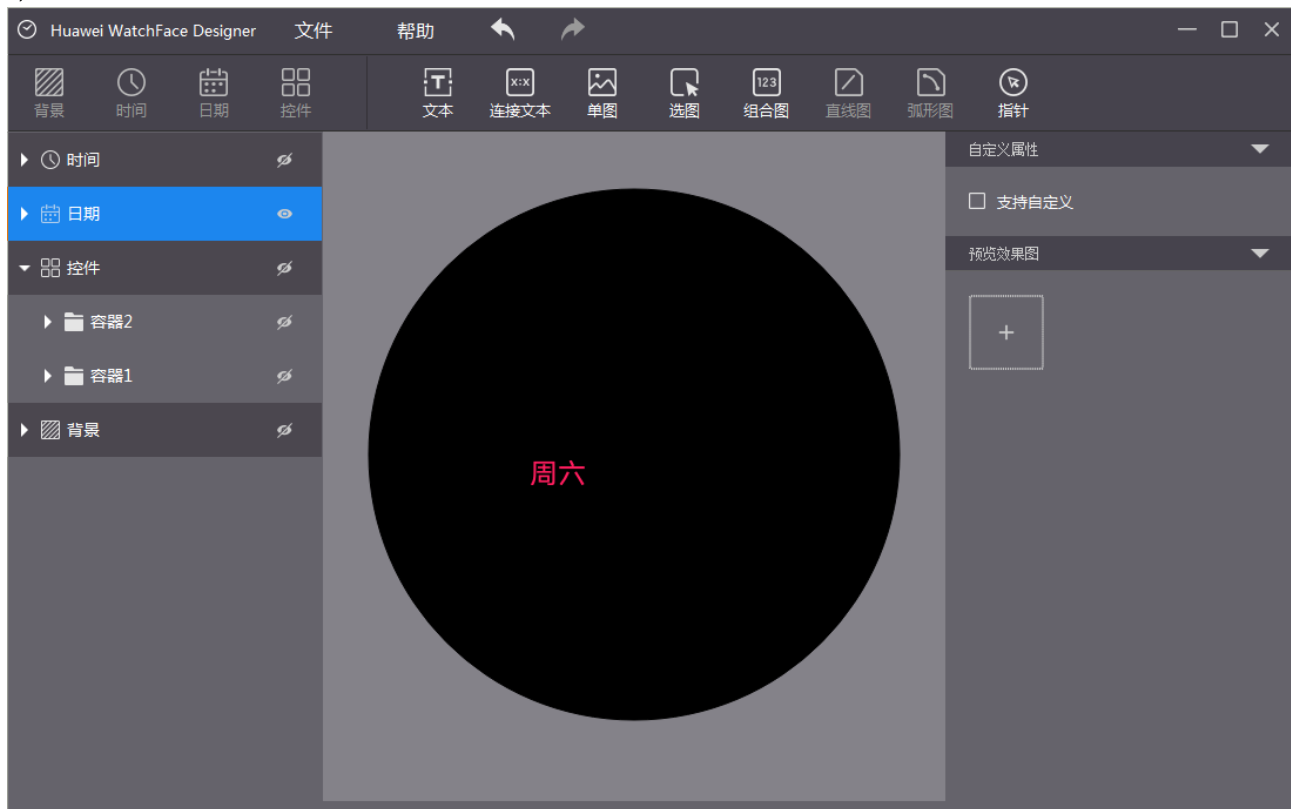 Huawei WatchFace Designer 文件 帮助
背景 时间 日期 控件 T 文本 x:x 连接文本 单图 选图 123 组合图 直线图 弧形图 指针
时间
日期
控件
容器2
容器1
背景
周六
自定义属性
支持自定义
预览效果图
+